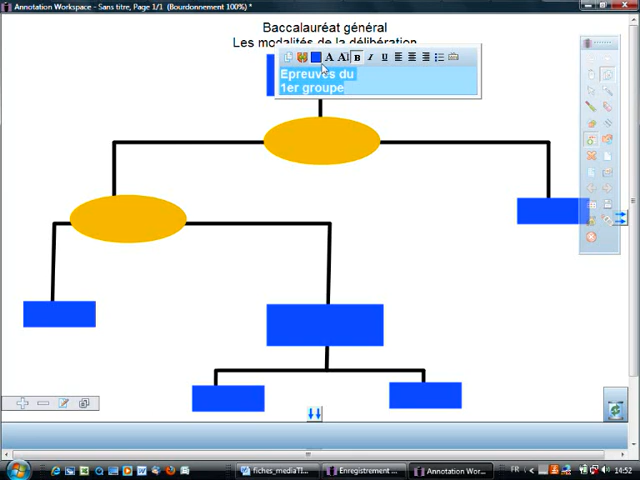 Annotation Workspace - Sans titre, Page 1/1 (Bourdonnement 100%) *
Baccalauréat général
Les modalités de la délibération
Epreuves du
1er groupe
fiches_mediaTI...
Enregistrement ...
Annotation Wor...
FR
14:52